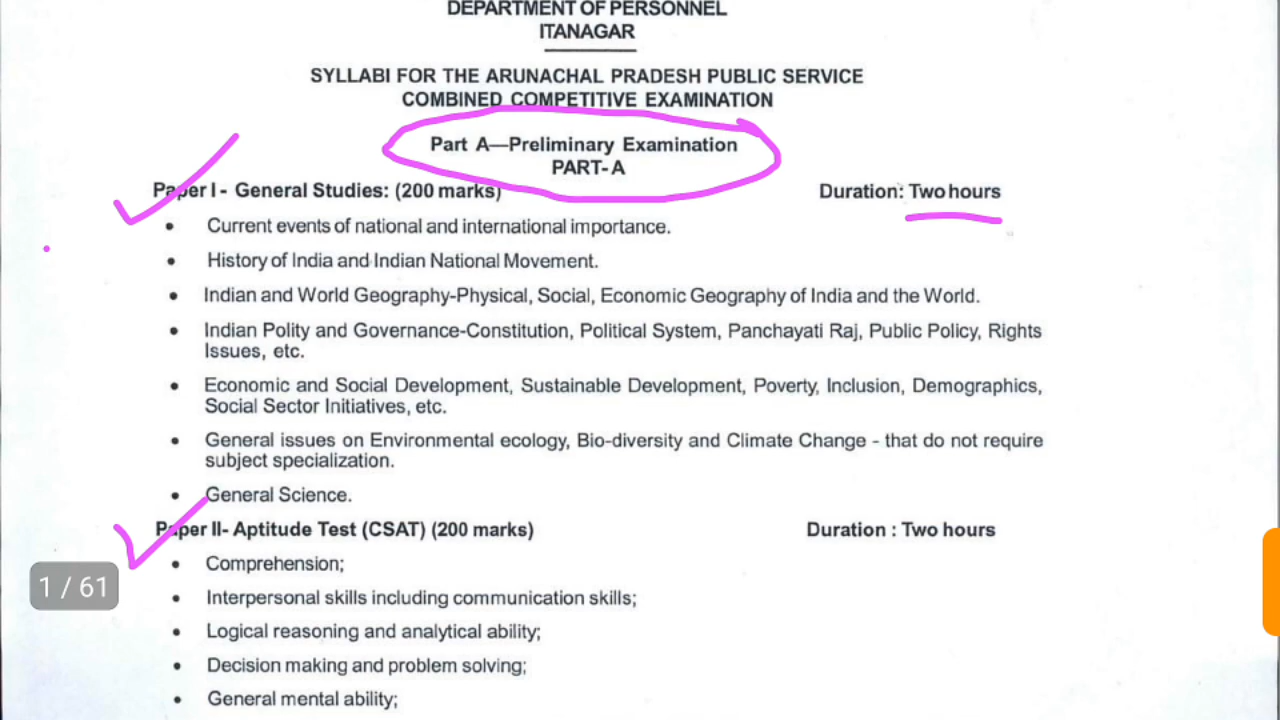 DEPARTMENT OF PERSONNEL
ITANAGAR
SYLLABI FOR THE ARUNACHAL PRADESH PUBLIC SERVICE
COMBINED COMPETITIVE EXAMINATION
Part A—Preliminary Examination
PART-A
Paper I - General Studies: (200 marks) Duration: Two hours
• Current events of national and international importance.
• History of India and Indian National Movement.
• Indian and World Geography-Physical, Social, Economic Geography of India and the World.
• Indian Polity and Governance-Constitution, Political System, Panchayati Raj, Public Policy, Rights
Issues, etc.
• Economic and Social Development, Sustainable Development, Poverty, Inclusion, Demographics,
Social Sector Initiatives, etc.
• General issues on Environmental ecology, Bio-diversity and Climate Change - that do not require
subject specialization.
• General Science.
Paper II- Aptitude Test (CSAT) (200 marks) Duration : Two hours
• Comprehension;
• Interpersonal skills including communication skills;
• Logical reasoning and analytical ability;
• Decision making and problem solving;
• General mental ability;
1 / 61